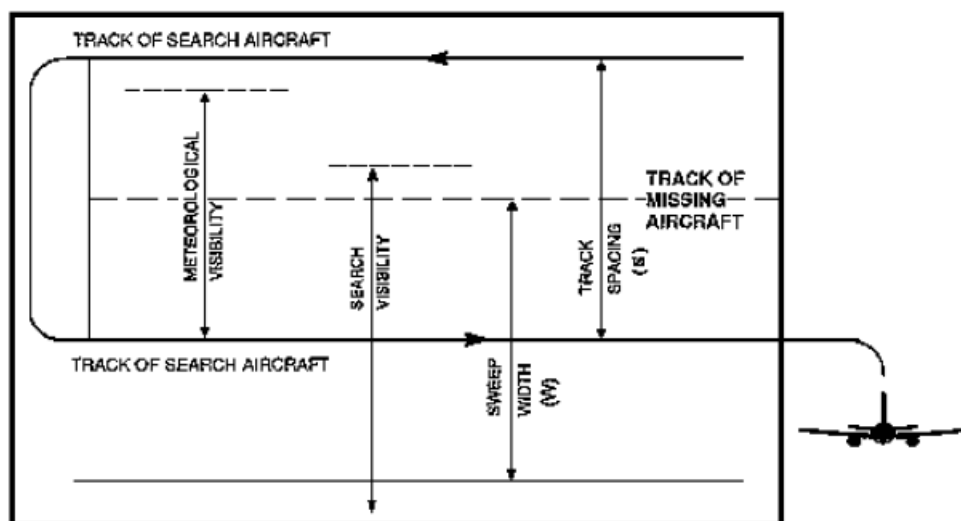 TRACK OF SEARCH AIRCRAFT
METEOROLOGICAL
VISIBILITY
SEARCH
VISIBILITY
TRACK OF
MISSING
AIRCRAFT
TRACK
SPACING
(S)
TRACK OF SEARCH AIRCRAFT
SWEEP
WIDTH
(W)